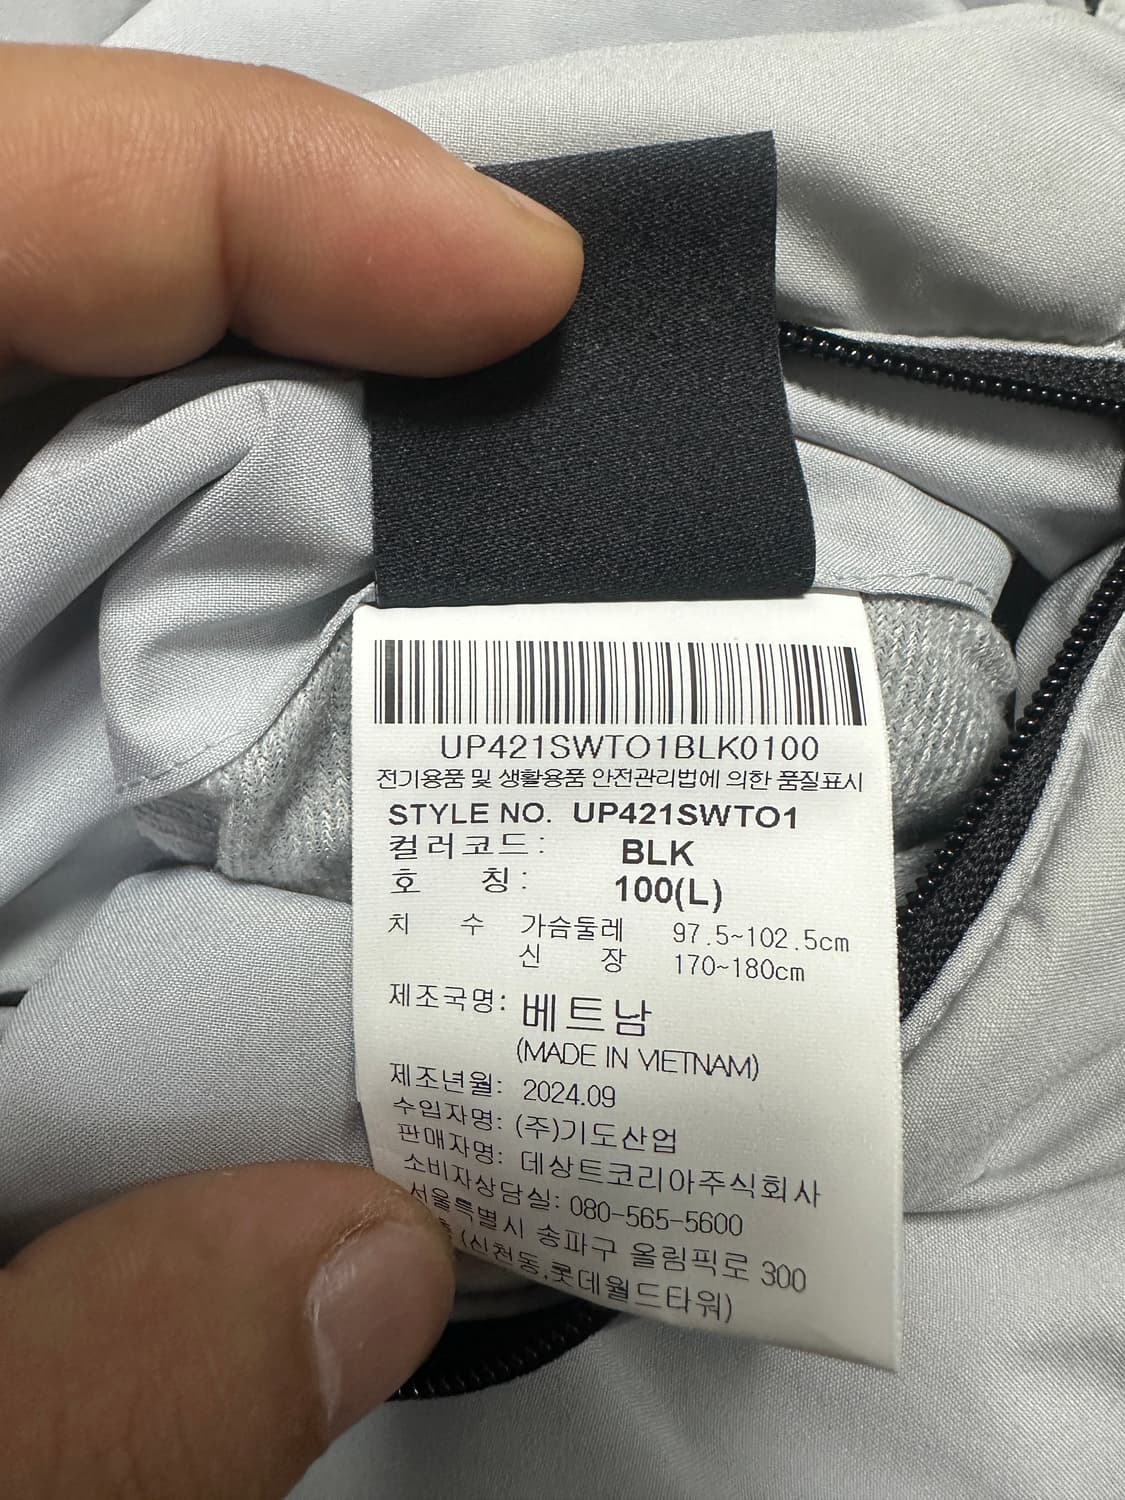 UP421SWTO1BLK0100
전기용품 및 생활용품 안전관리법에 의한 품질표시
STYLE NO. UP421SWTO1
컬러코드: BLK
호 칭: 100(L)
치 수 가슴둘레 97.5~102.5cm
신 장 170~180cm
제조국명: 베트남
(MADE IN VIETNAM)
제조년월: 2024.09
수입자명: (주)기도산업
판매자명: 데상트코리아주식회사
소비자상담실: 080-565-5600
서울특별시 송파구 올림픽로 300
(신천동,롯데월드타워)